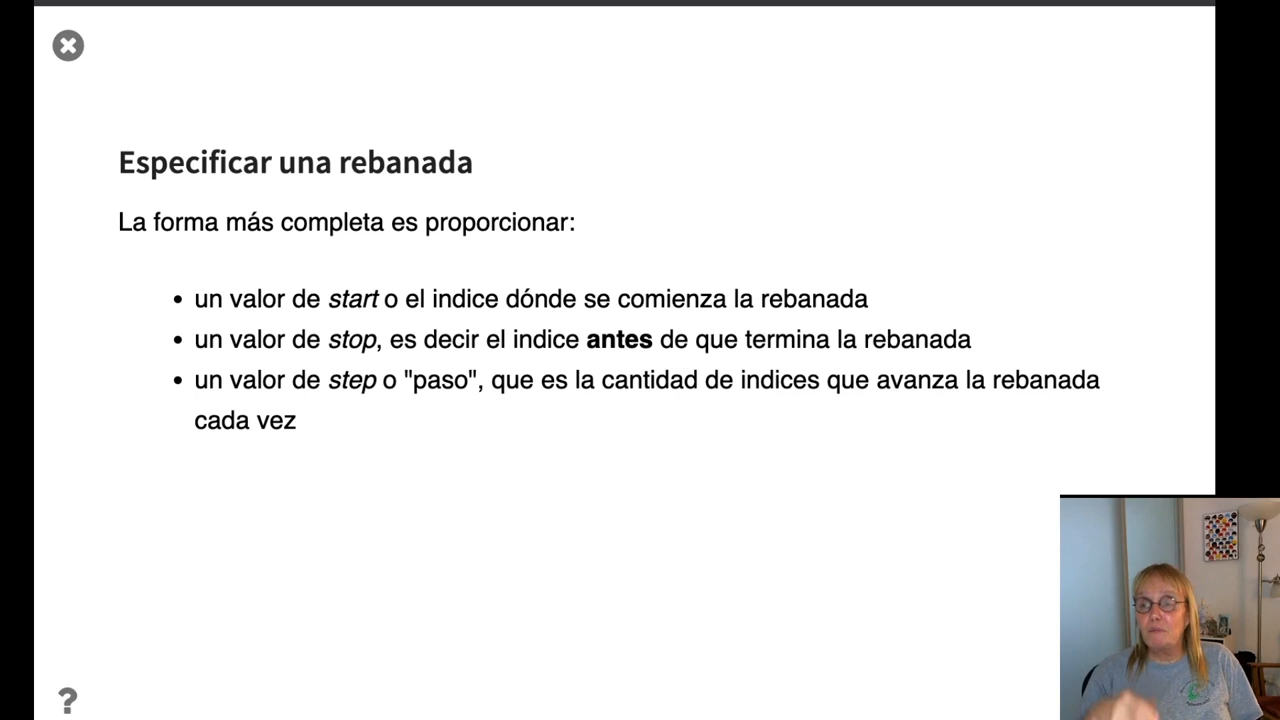 Especificar una rebanada
La forma más completa es proporcionar:
• un valor de start o el indice dónde se comienza la rebanada
• un valor de stop, es decir el indice antes de que termina la rebanada
• un valor de step o "paso", que es la cantidad de indices que avanza la rebanada
cada vez
?